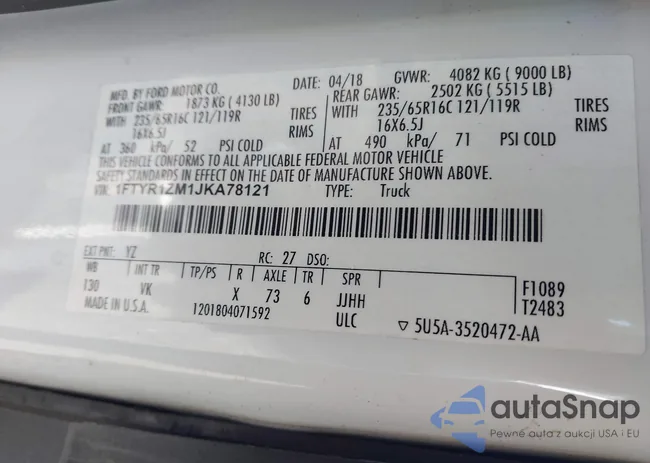 MFD. BY FORD MOTOR CO.
DATE: 04/18 GVWR: 4082 KG ( 9000 LB)
FRONT GAWR: 1873 KG ( 4130 LB)
REAR GAWR: 2502 KG ( 5515 LB)
WITH 235/65R16C 121/119R TIRES
WITH 235/65R16C 121/119R TIRES
16X6.5J RIMS
16X6.5J RIMS
AT 360 kPa/ 52 PSI COLD
AT 490 kPa/ 71 PSI COLD
THIS VEHICLE CONFORMS TO ALL APPLICABLE FEDERAL MOTOR VEHICLE
SAFETY STANDARD IN EFFECT ON THE DATE OF MANUFACTURE SHOWN ABOVE.
VIN: 1FTYR1ZM1JKA78121 TYPE: Truck
EXT PNT: YZ RC: 27 DSO:
WB INT TR TP/PS R AXLE TR SPR
130 VK X 73 6 JJHH F1089
MADE IN U.S.A. 1201804071592 ULC T2483
5U5A-3520472-AA
autaSnap
Pewne auta z aukcji USA i EU